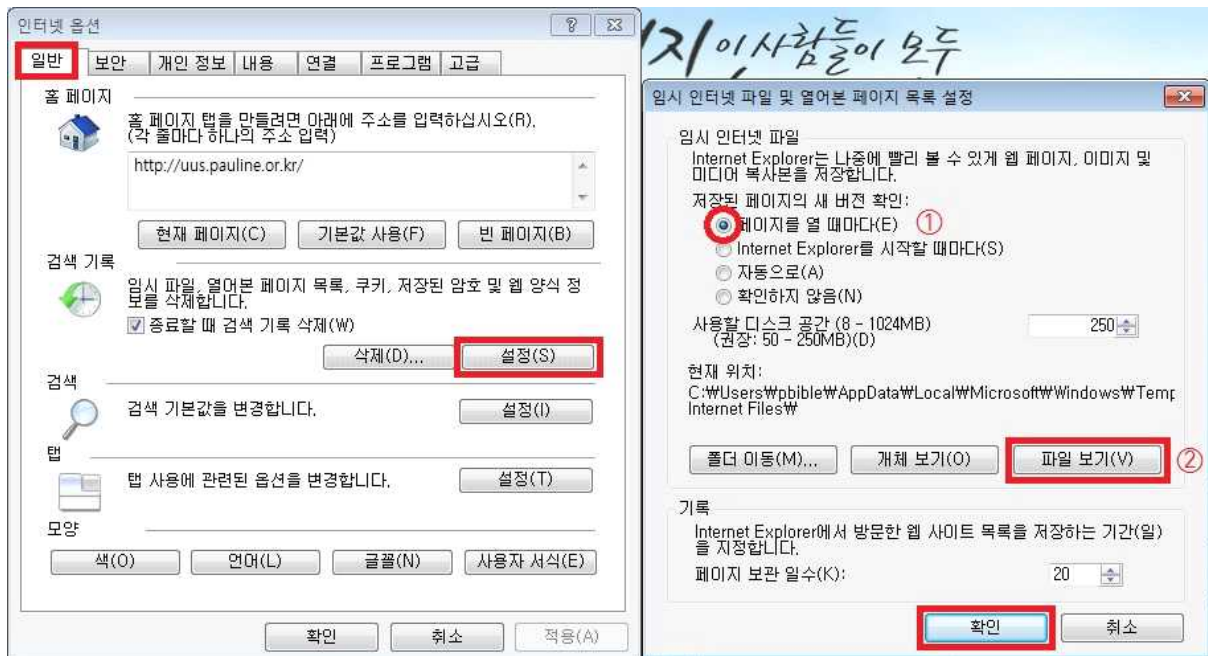 인터넷 옵션
일반 보안 개인 정보 내용 연결 프로그램 고급
홈 페이지
홈 페이지 탭을 만들려면 아래에 주소를 입력하십시오(R).
(각 줄마다 하나의 주소 입력)
http://uus.pauline.or.kr/
현재 페이지(C) 기본값 사용(F) 빈 페이지(B)
검색 기록
임시 파일, 열어본 페이지 목록, 쿠키, 저장된 암호 및 웹 양식 정
보를 삭제합니다.
종료할 때 검색 기록 삭제(W)
삭제(D)... 설정(S)
검색
검색 기본값을 변경합니다. 설정(I)
탭
탭 사용에 관련된 옵션을 변경합니다. 설정(T)
모양
색(O) 언어(L) 글꼴(N) 사용자 서식(E)
확인 취소 적용(A)
지 이사람들이 모두
임시 인터넷 파일 및 열어본 페이지 목록 설정
임시 인터넷 파일
Internet Explorer는 나중에 빨리 볼 수 있게 웹 페이지, 이미지 및
미디어 복사본을 저장합니다.
저장된 페이지의 새 버전 확인:
페이지를 열 때마다(E) ①
Internet Explorer를 시작할 때마다(S)
자동으로(A)
확인하지 않음(N)
사용할 디스크 공간 (8 - 1024MB) 250
(권장: 50 - 250MB)(D)
현재 위치:
C:₩Users₩pbible₩AppData₩Local₩Microsoft₩Windows₩Temp
Internet Files₩
폴더 이동(M)... 개체 보기(O) 파일 보기(V) ②
기록
Internet Explorer에서 방문한 웹 사이트 목록을 저장하는 기간(일)
을 지정합니다.
페이지 보관 일수(K): 20
확인 취소